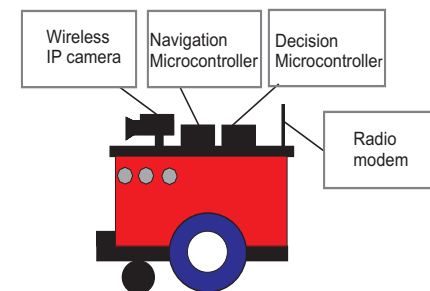 Wireless
IP camera
Navigation
Microcontroller
Decision
Microcontroller
Radio
modem